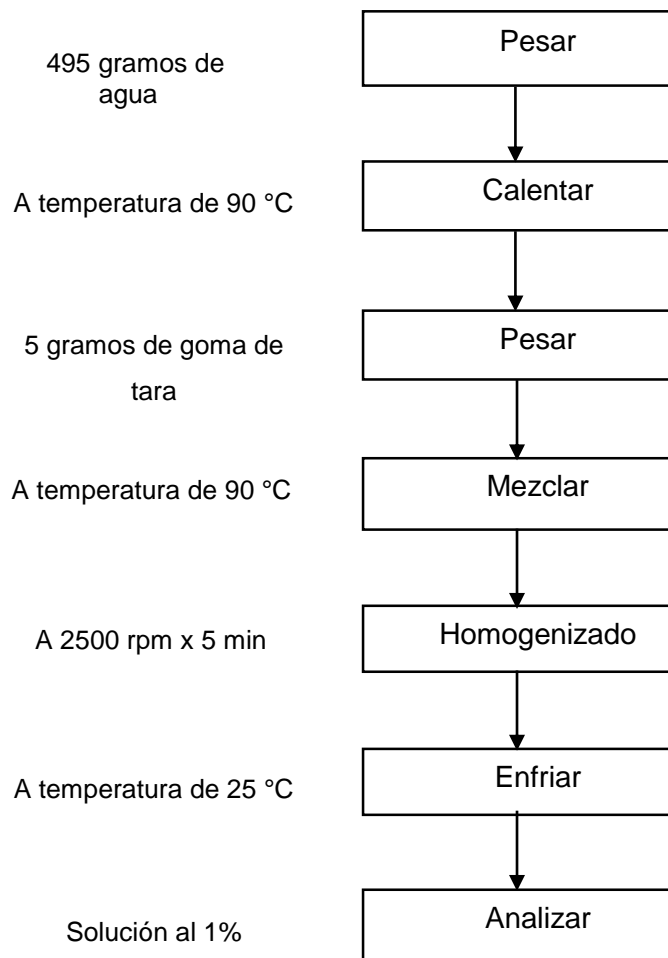 Pesar
495 gramos de
agua
A temperatura de 90 °C
Calentar
5 gramos de goma de
tara
Pesar
A temperatura de 90 °C
Mezclar
A 2500 rpm x 5 min
Homogenizado
A temperatura de 25 °C
Enfriar
Solución al 1%
Analizar